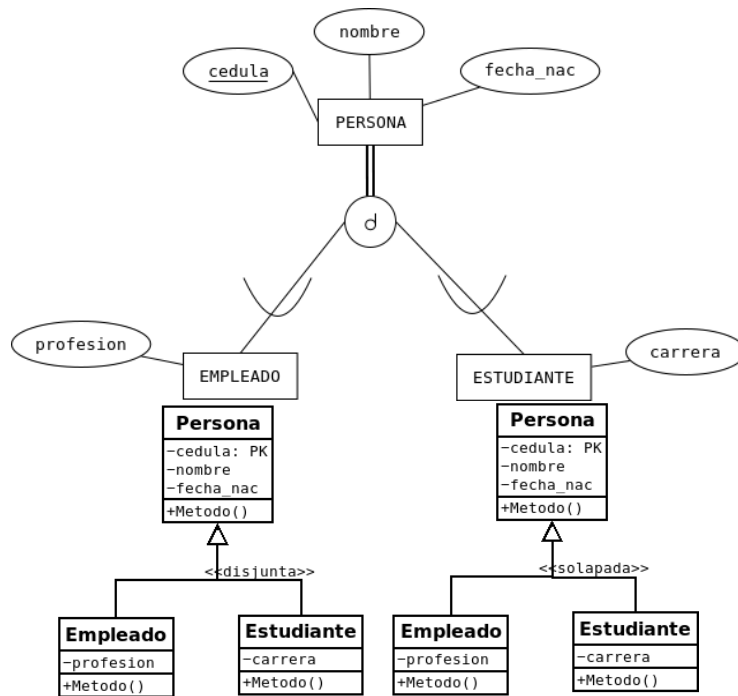 nombre
cedula
fecha_nac
PERSONA
d
profesion
carrera
EMPLEADO
ESTUDIANTE
Persona
-cedula: PK
-nombre
-fecha_nac
+Metodo()
<<disjunta>>
Empleado
-profesion
+Metodo()
Estudiante
-carrera
+Metodo()
Persona
-cedula: PK
-nombre
-fecha_nac
+Metodo()
<<solapada>>
Empleado
-profesion
+Metodo()
Estudiante
-carrera
+Metodo()